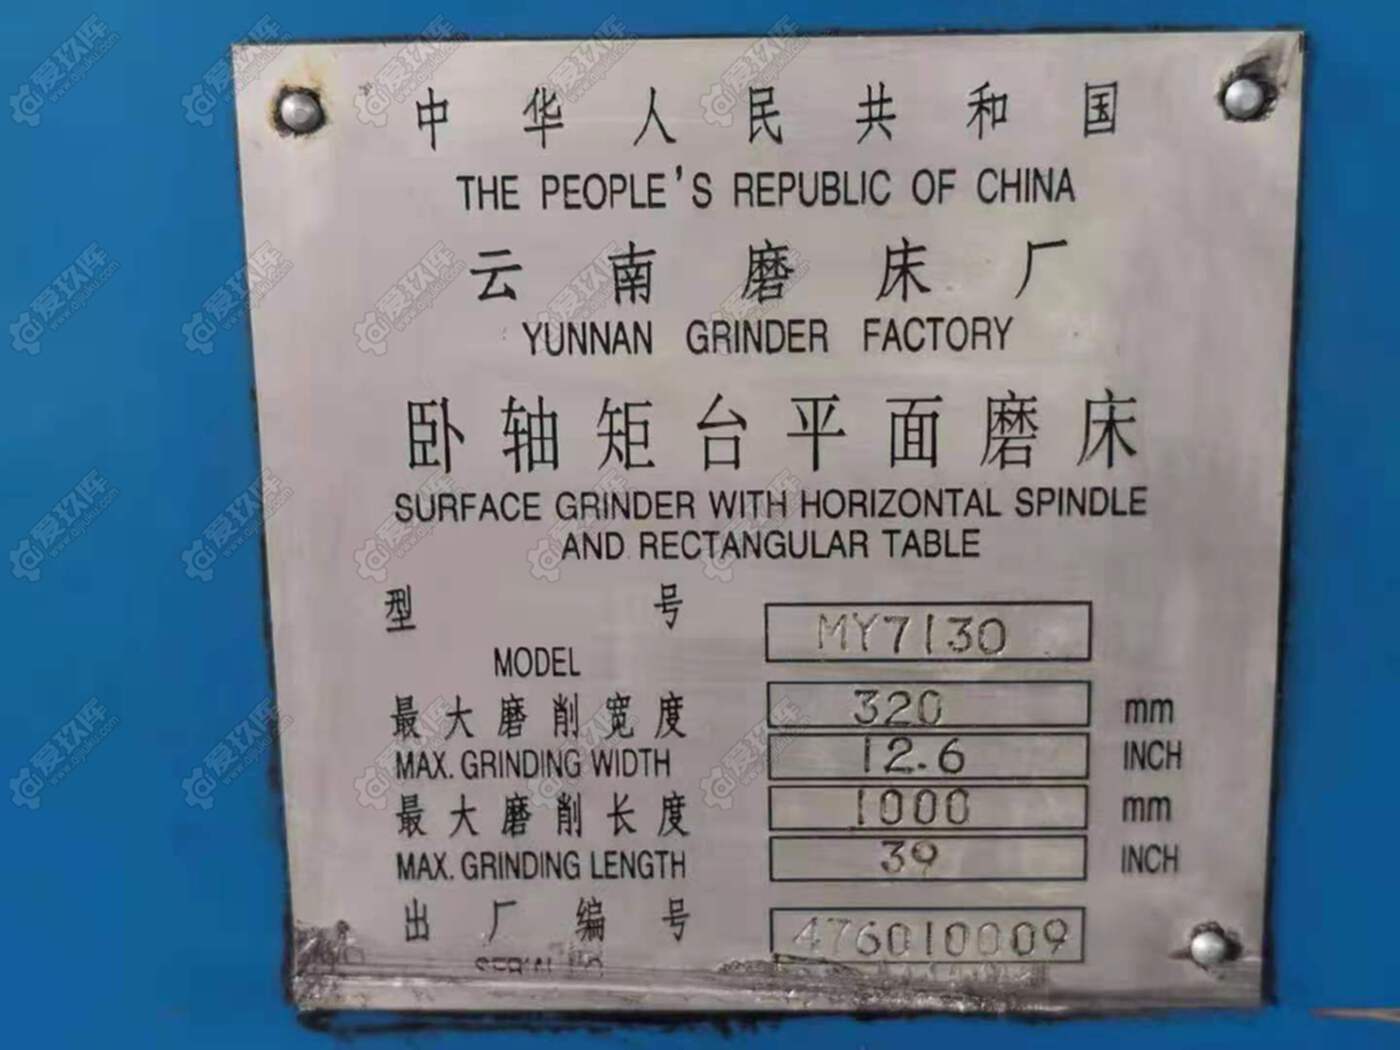 中华人民共和国
THE PEOPLE'S REPUBLIC OF CHINA
云南磨床厂
YUNNAN GRINDER FACTORY
卧轴矩台平面磨床
SURFACE GRINDER WITH HORIZONTAL SPINDLE
AND RECTANGULAR TABLE
型号
MODEL
MY7130
最大磨削宽度 320 mm
MAX. GRINDING WIDTH 12.6 INCH
最大磨削长度 1000 mm
MAX. GRINDING LENGTH 39 INCH
出厂编号 476010009
爱玖库